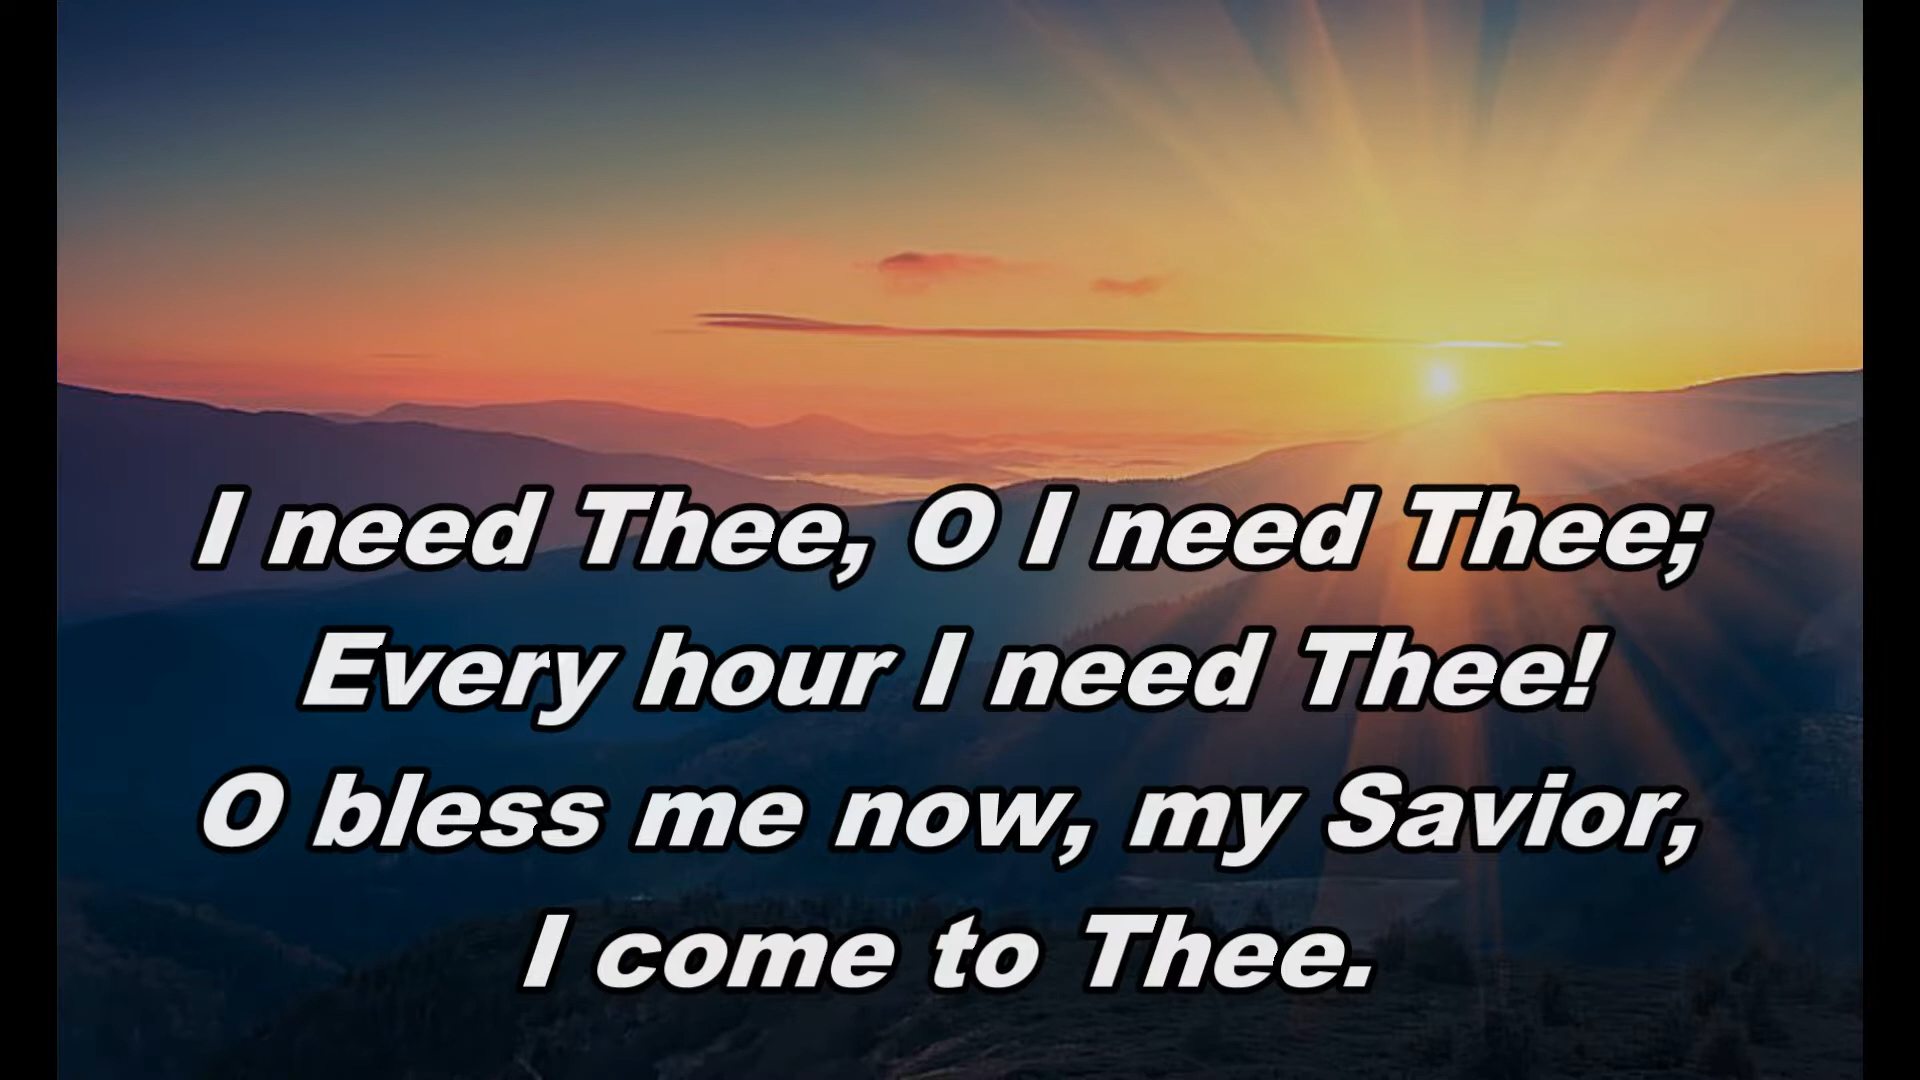 I need Thee, O I need Thee;
Every hour I need Thee!
O bless me now, my Savior,
I come to Thee.